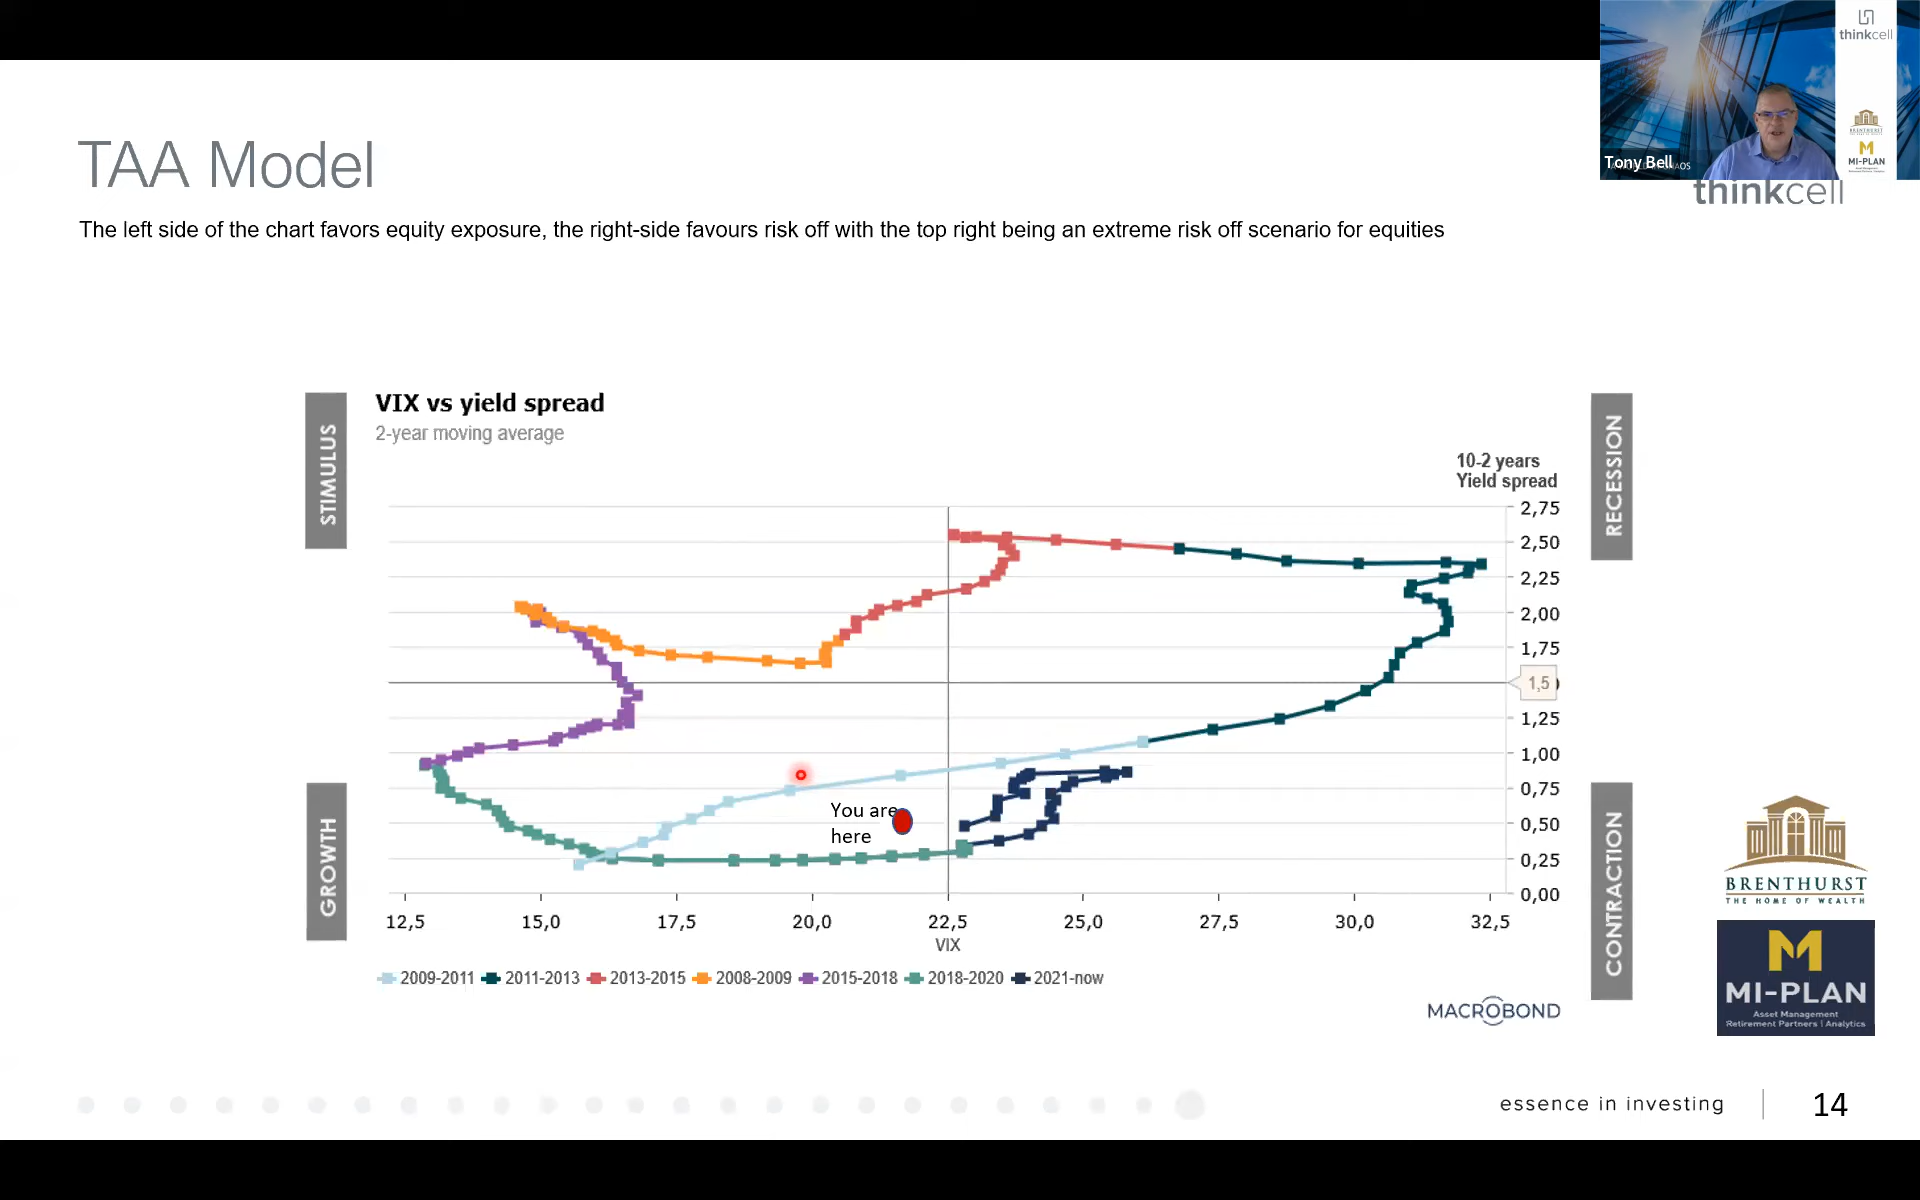 thinkcell
BRENTHURST
MI-PLAN
Tony Bell
TAA Model
thinkcell
The left side of the chart favors equity exposure, the right-side favours risk off with the top right being an extreme risk off scenario for equities
STIMULUS
VIX vs yield spread
2-year moving average
RECESSION
10-2 years
Yield spread
2,75
2,50
2,25
2,00
1,75
1,5
1,25
1,00
0,75
You are
here
0,50
0,25
0,00
GROWTH
CONTRACTION
12,5 15,0 17,5 20,0 22,5 25,0 27,5 30,0 32,5
VIX
2009-2011 2011-2013 2013-2015 2008-2009 2015-2018 2018-2020 2021-now
MACROBOND
BRENTHURST
THE HOME OF WEALTH
M
MI-PLAN
Asset Management
Retirement Partners | Analytics
essence in investing
14